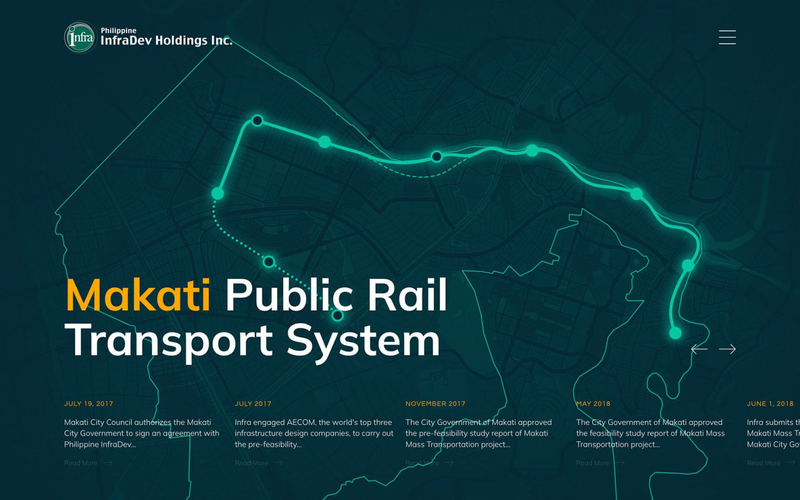 Infra
Philippine
InfraDev Holdings Inc.
Makati Public Rail
Transport System
JULY 19, 2017
Makati City Council authorizes the Makati
City Government to sign an agreement with
Philippine InfraDev...
Read More
JULY 2017
Infra engaged AECOM, the world's top three
infrastructure design companies, to carry out
the pre-feasibility...
Read More
NOVEMBER 2017
The City Government of Makati approved
the pre-feasibility study report of Makati
Mass Transportation project...
Read More
MAY 2018
The City Government of Makati approved
the feasibility study report of Makati Mass
Transportation project...
Read More
JUNE 1, 2018
Infra submits th
Makati Mass T
Makati City Go